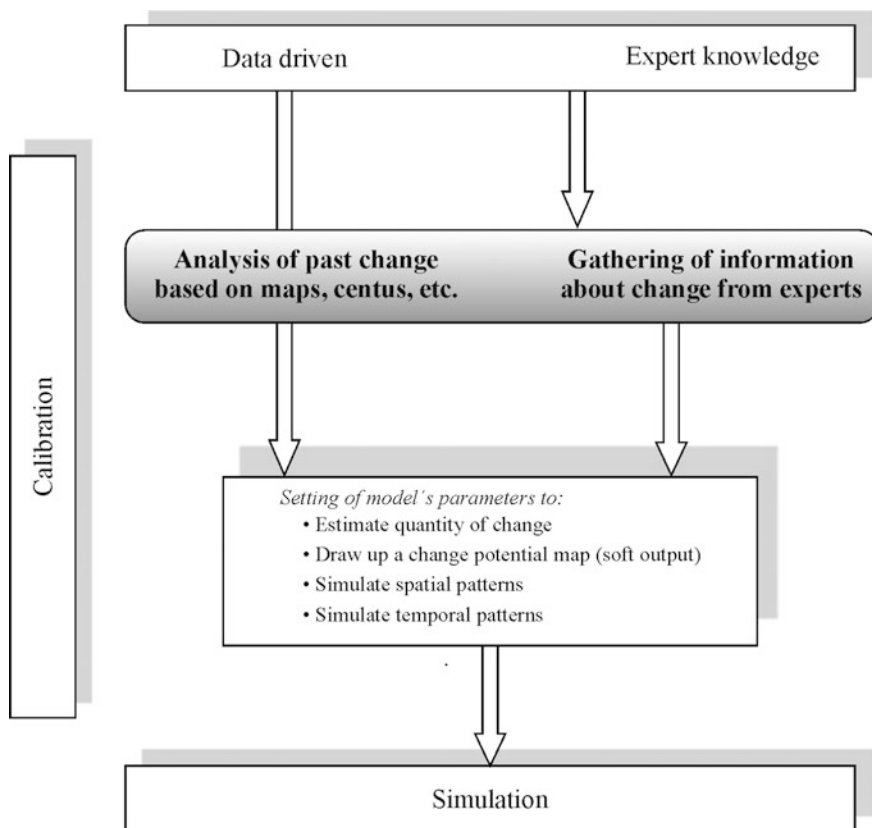 Data driven
Expert knowledge
Analysis of past change
based on maps, centus, etc.
Gathering of information
about change from experts
Calibration
Setting of model´s parameters to:
• Estimate quantity of change
• Draw up a change potential map (soft output)
• Simulate spatial patterns
• Simulate temporal patterns
Simulation